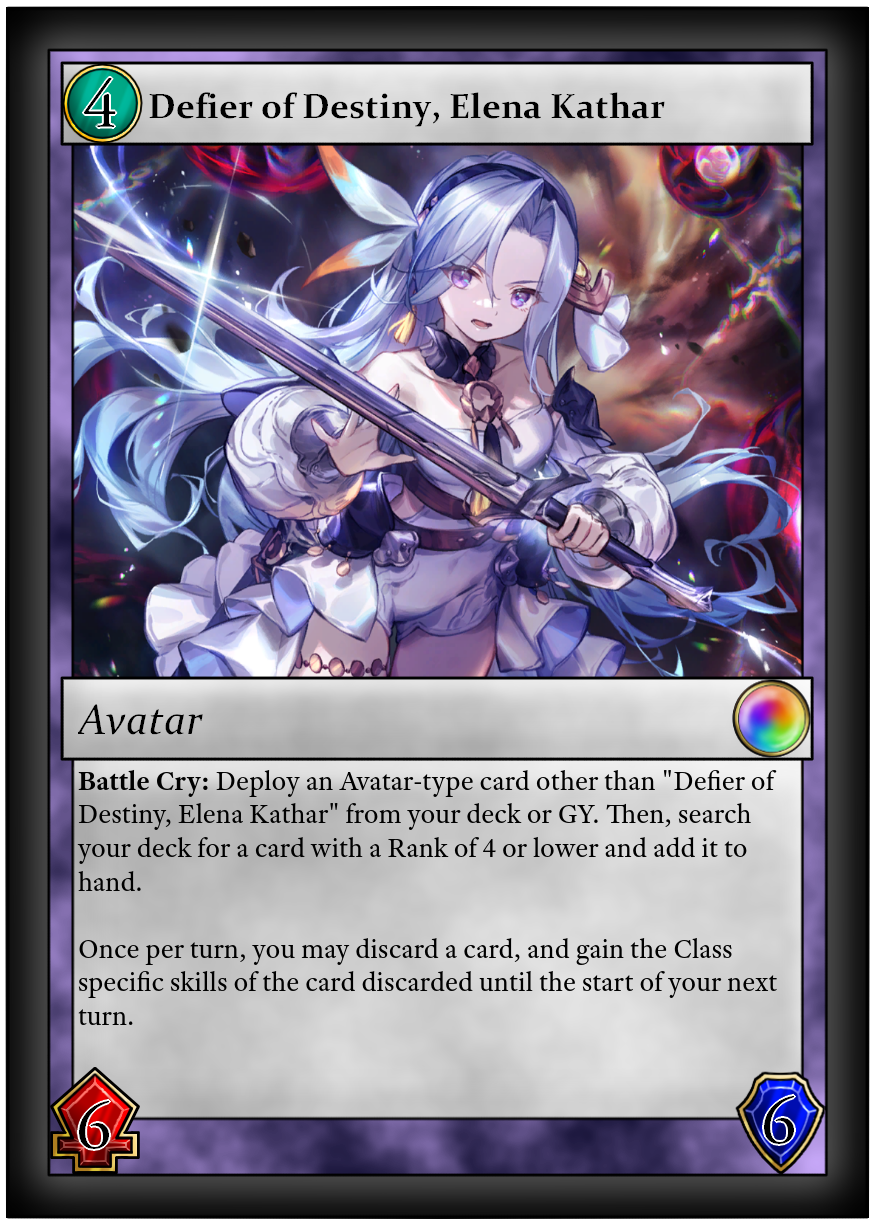 4 Defier of Destiny, Elena Kathar
Avatar
Battle Cry: Deploy an Avatar-type card other than "Defier of
Destiny, Elena Kathar" from your deck or GY. Then, search
your deck for a card with a Rank of 4 or lower and add it to
hand.
Once per turn, you may discard a card, and gain the Class
specific skills of the card discarded until the start of your next
turn.
6 6